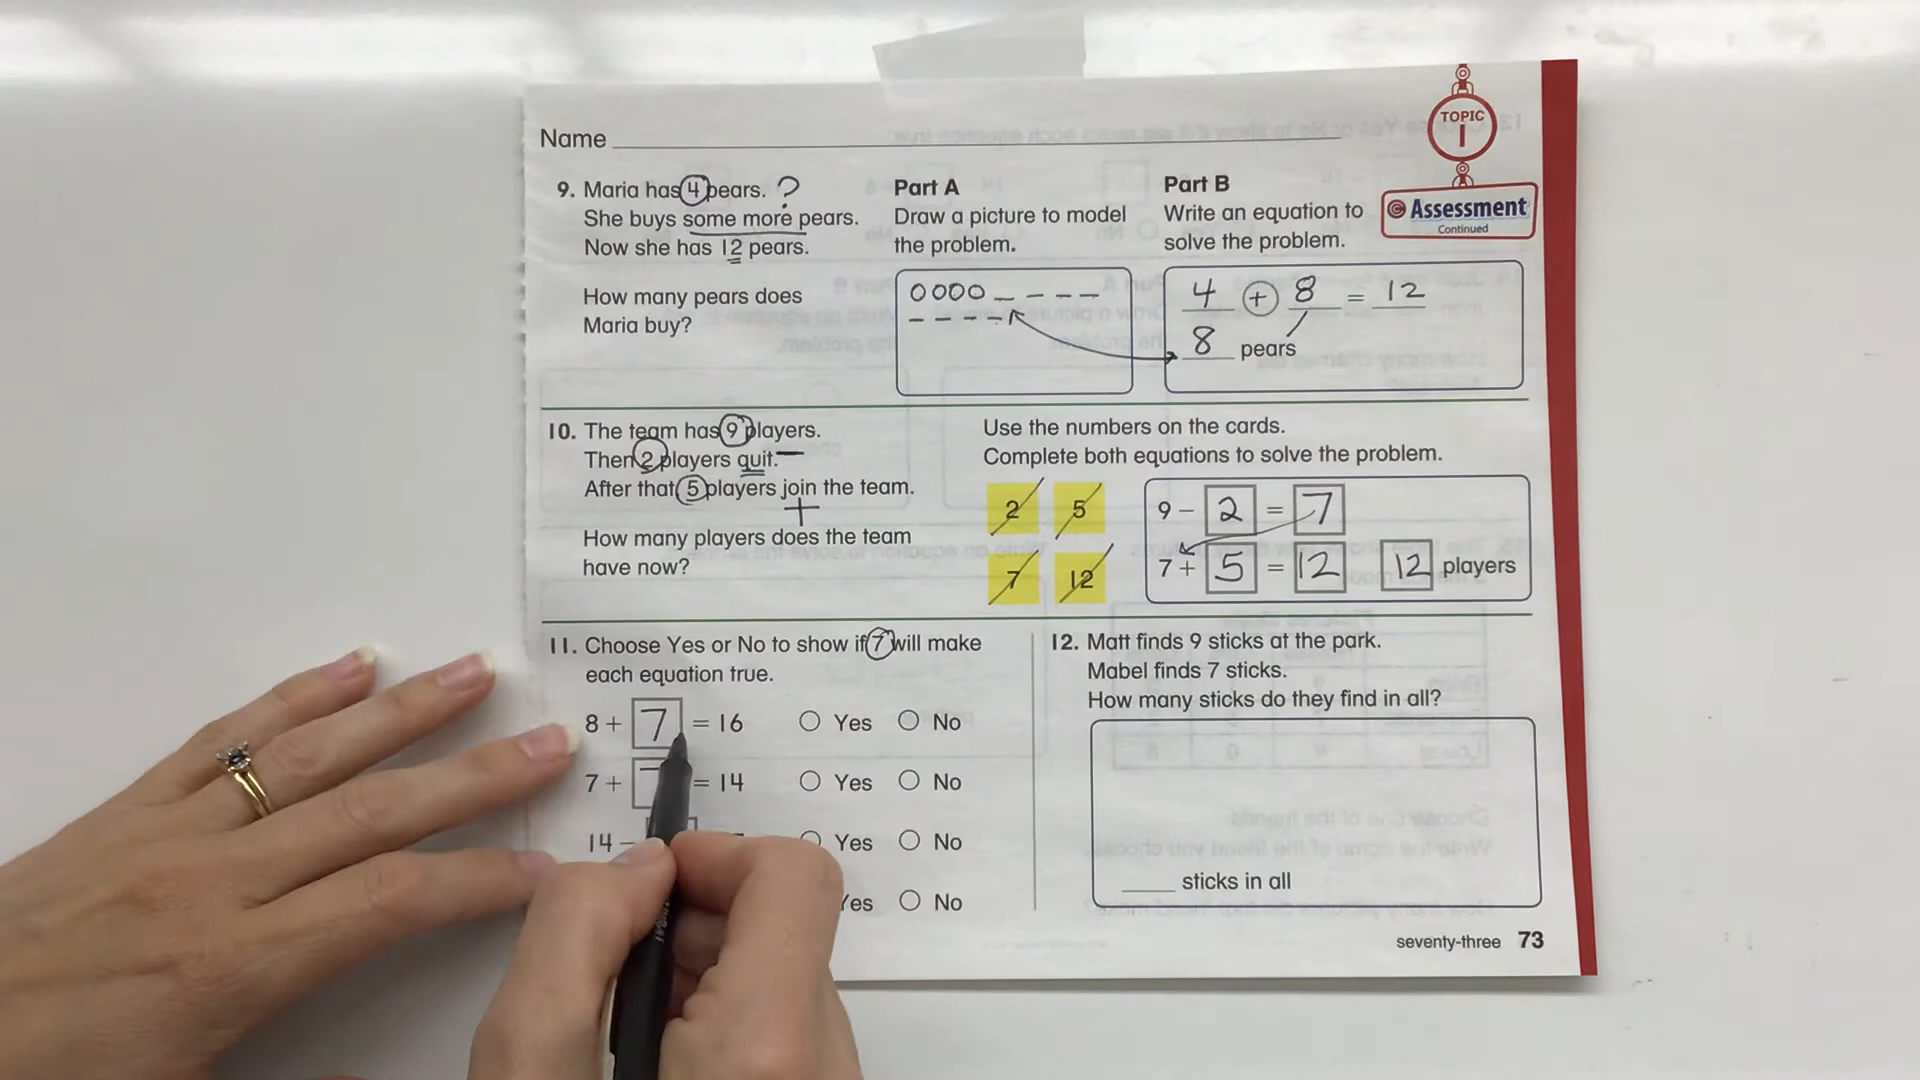 Name
TOPIC
1
Assessment
Continued
9. Maria has 4 pears. ?
She buys some more pears.
Now she has 12 pears.
How many pears does
Maria buy?
Part A
Draw a picture to model
the problem.
OOOO _ _ _ _
_ _ _ _
Part B
Write an equation to
solve the problem.
4 + 8 = 12
8 pears
10. The team has 9 players.
Then 2 players quit. −
After that 5 players join the team.
+
How many players does the team
have now?
Use the numbers on the cards.
Complete both equations to solve the problem.
2 5
7 12
9 − 2 = 7
7 + 5 = 12 12 players
11. Choose Yes or No to show if 7 will make
each equation true.
8 + 7 = 16 Yes No
7 + = 14 Yes No
14 − Yes No
Yes No
12. Matt finds 9 sticks at the park.
Mabel finds 7 sticks.
How many sticks do they find in all?
____ sticks in all
seventy-three 73